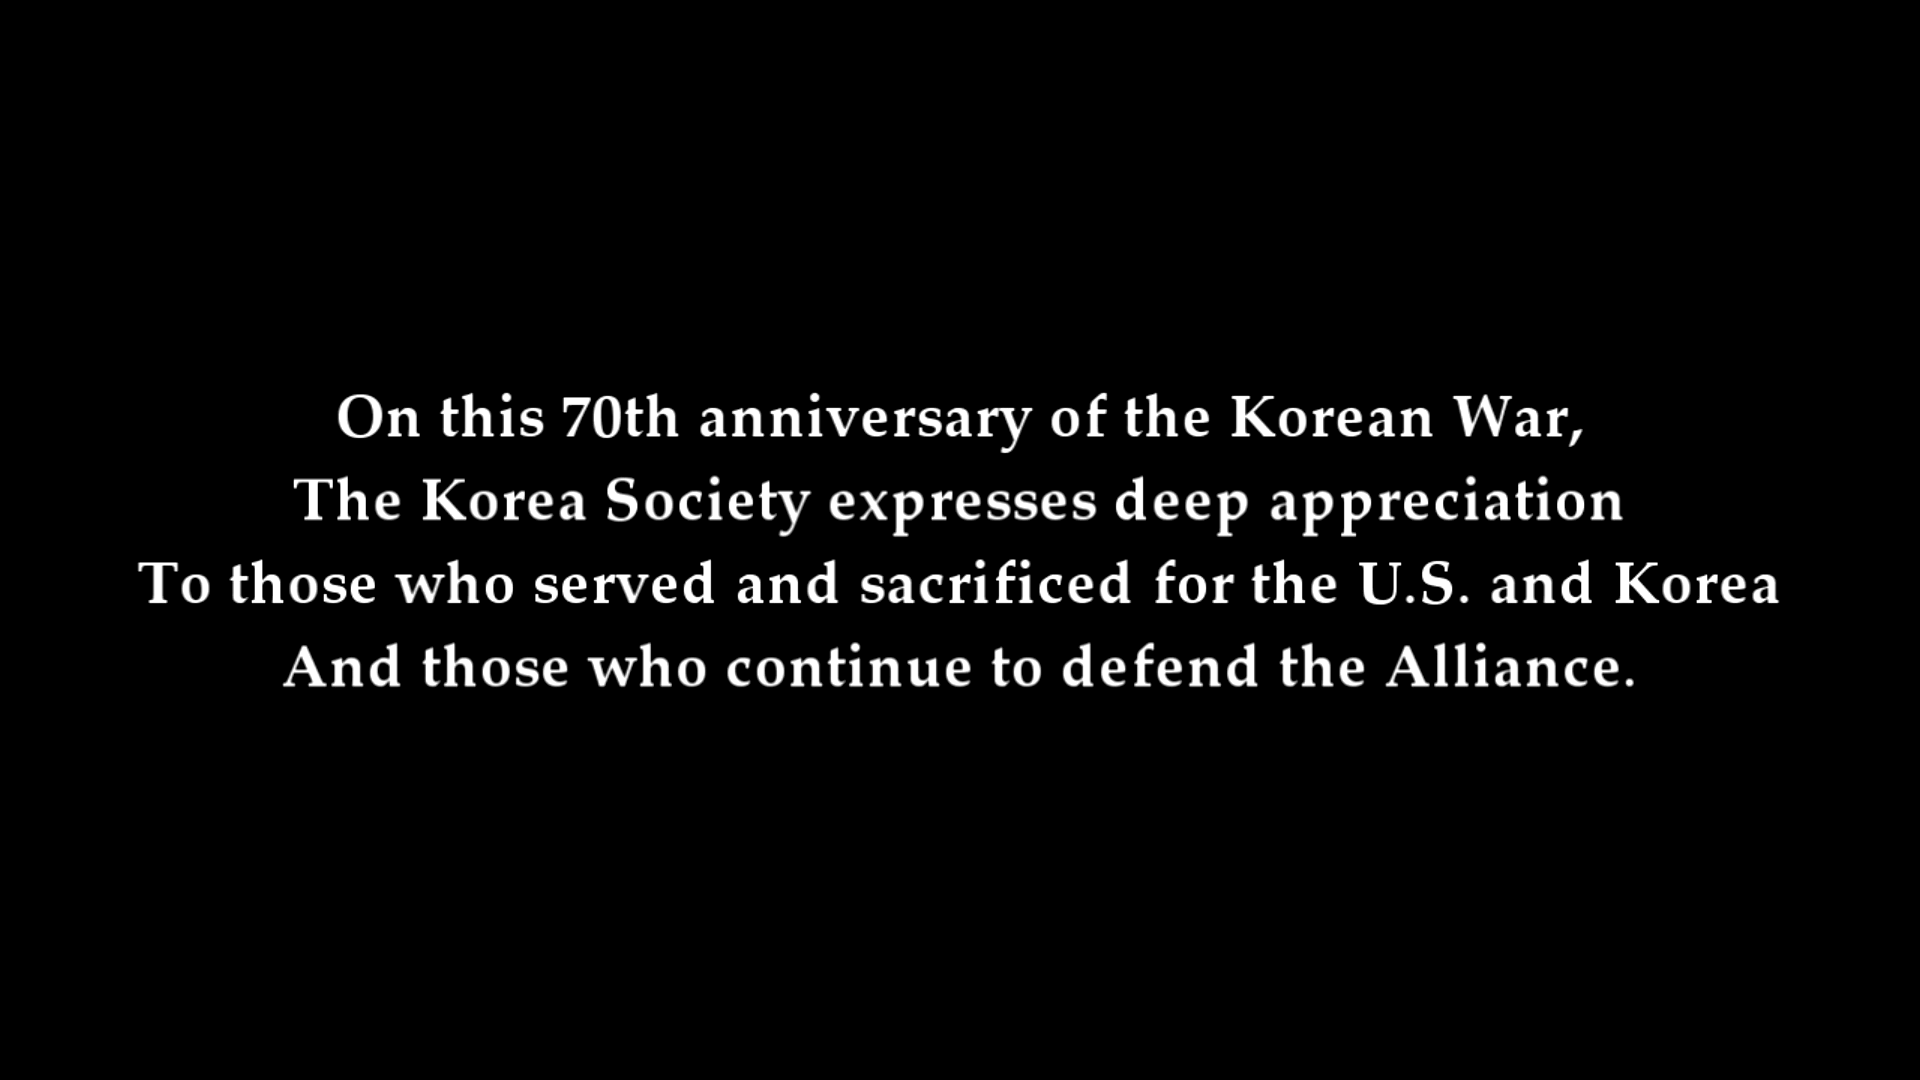 On this 70th anniversary of the Korean War,
The Korea Society expresses deep appreciation
To those who served and sacrificed for the U.S. and Korea
And those who continue to defend the Alliance.